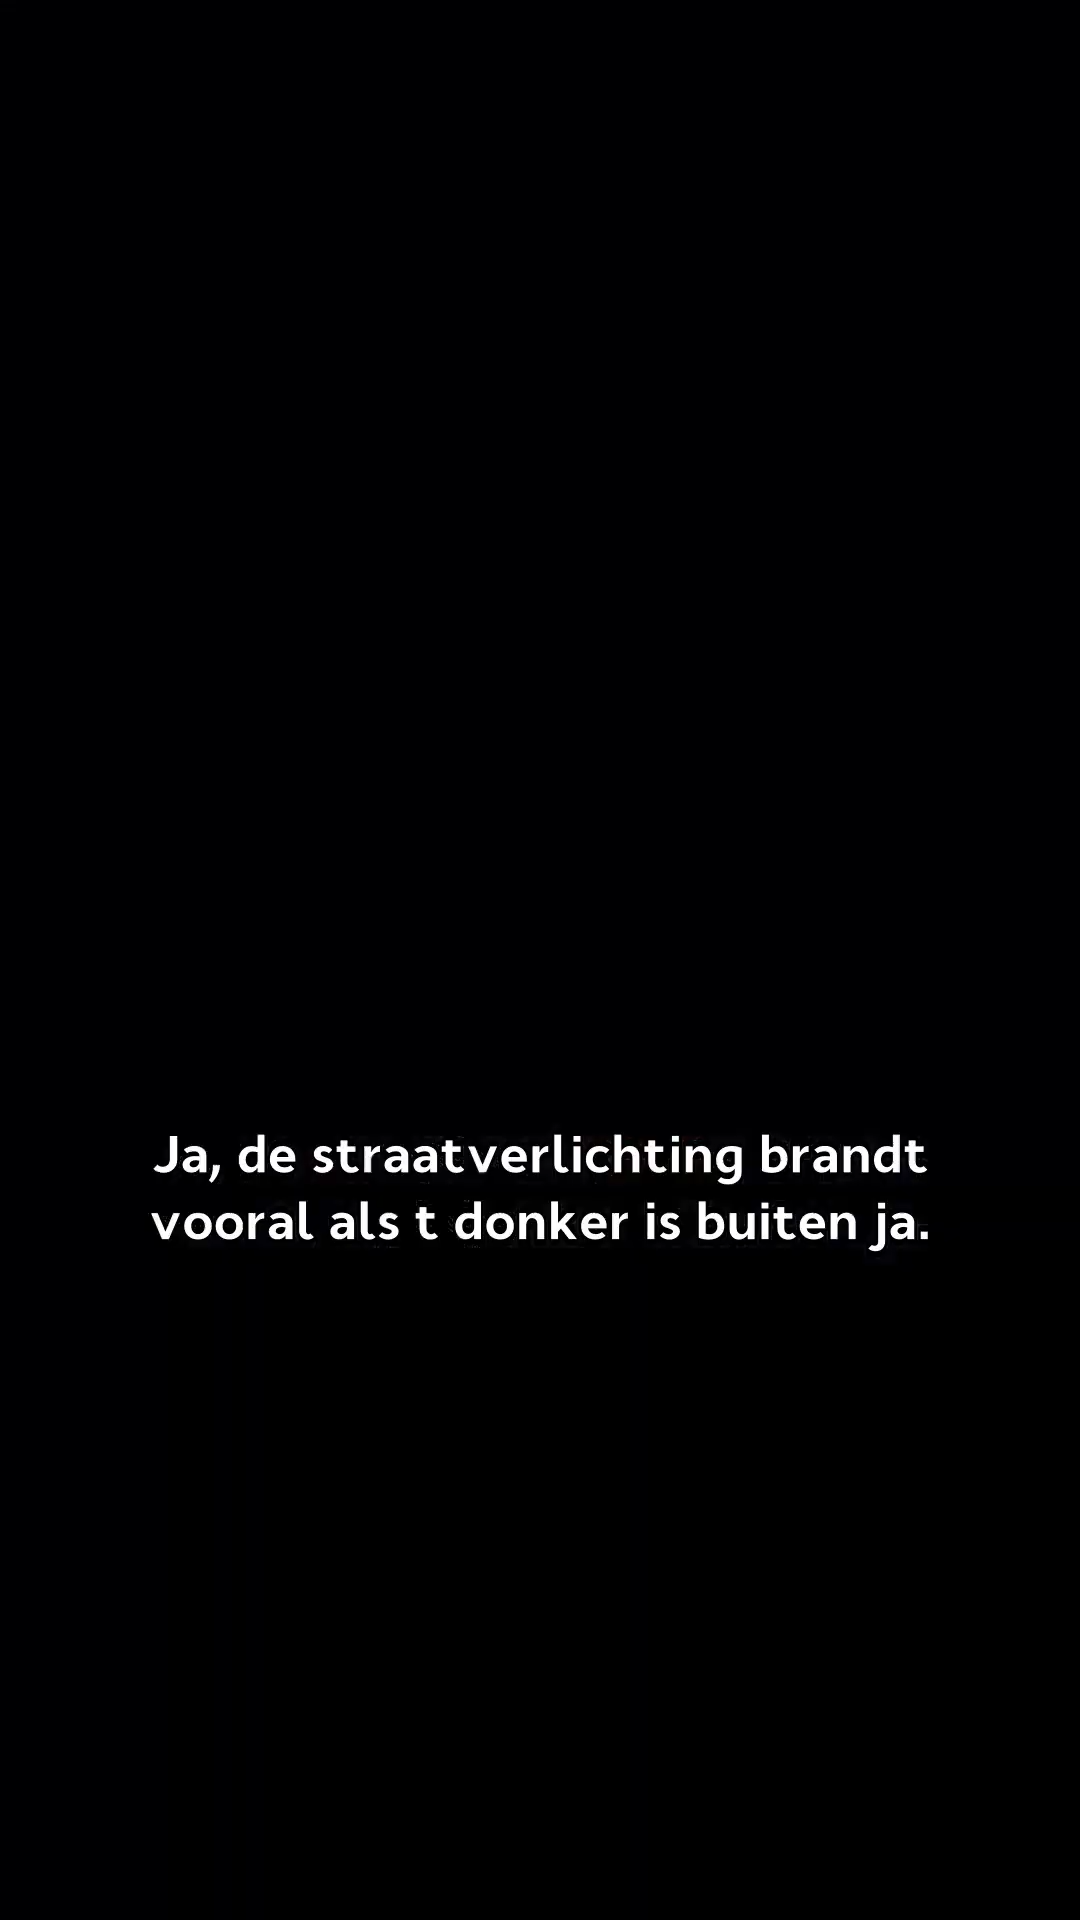 Ja, de straatverlichting brandt
vooral als t donker is buiten ja.